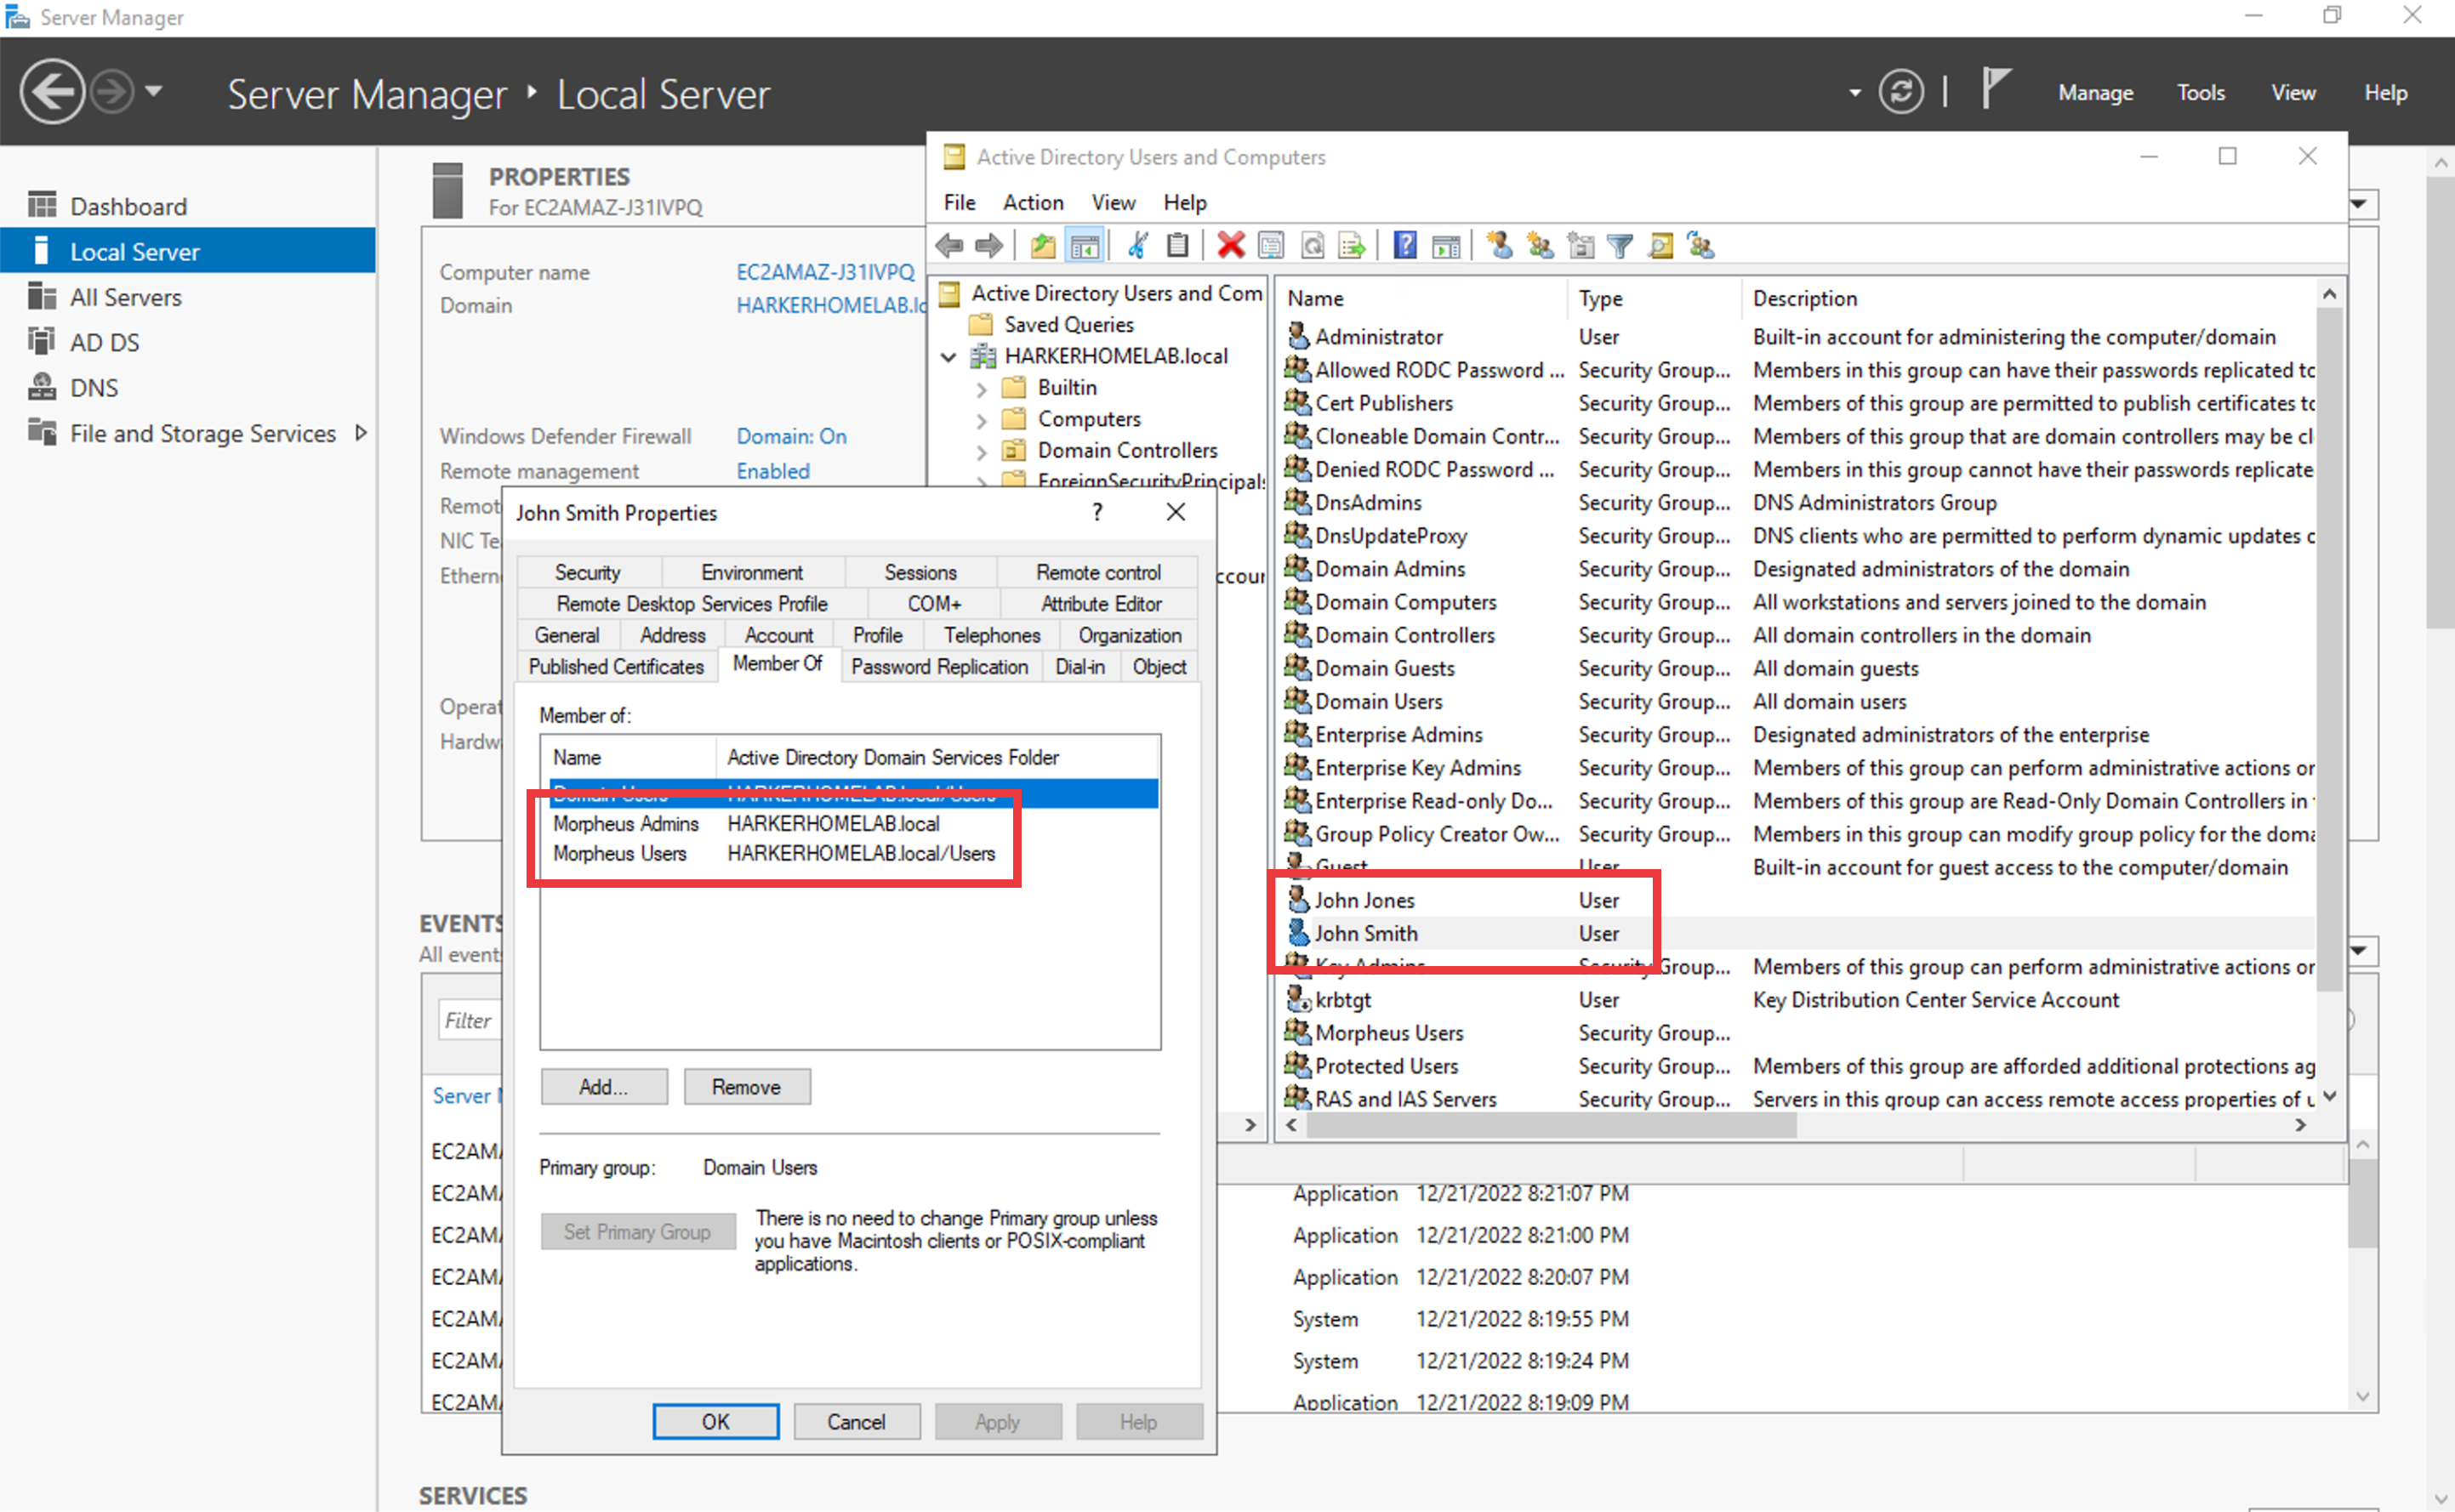 Server Manager
Server Manager ‣ Local Server
Manage Tools View Help
Dashboard
Local Server
All Servers
AD DS
DNS
File and Storage Services
PROPERTIES
For EC2AMAZ-J31IVPQ
Computer name EC2AMAZ-J31IVPQ
Domain HARKERHOMELAB.lo
Windows Defender Firewall Domain: On
Remote management Enabled
Remot
NIC Te
Ethern
Operat
Hardw
EVENTS
All event
Filter
Server
EC2AMA
EC2AMA Application 12/21/2022 8:21:07 PM
EC2AMA Application 12/21/2022 8:21:00 PM
EC2AMA Application 12/21/2022 8:20:07 PM
EC2AMA System 12/21/2022 8:19:55 PM
EC2AMA System 12/21/2022 8:19:24 PM
EC2AMA Application 12/21/2022 8:19:09 PM
SERVICES
Active Directory Users and Computers
File Action View Help
Active Directory Users and Com
Saved Queries
HARKERHOMELAB.local
Builtin
Computers
Domain Controllers
ForeignSecurityPrincipals
ccoun
Name Type Description
Administrator User Built-in account for administering the computer/domain
Allowed RODC Password ... Security Group... Members in this group can have their passwords replicated to
Cert Publishers Security Group... Members of this group are permitted to publish certificates to
Cloneable Domain Contr... Security Group... Members of this group that are domain controllers may be cl
Denied RODC Password ... Security Group... Members in this group cannot have their passwords replicate
DnsAdmins Security Group... DNS Administrators Group
DnsUpdateProxy Security Group... DNS clients who are permitted to perform dynamic updates c
Domain Admins Security Group... Designated administrators of the domain
Domain Computers Security Group... All workstations and servers joined to the domain
Domain Controllers Security Group... All domain controllers in the domain
Domain Guests Security Group... All domain guests
Domain Users Security Group... All domain users
Enterprise Admins Security Group... Designated administrators of the enterprise
Enterprise Key Admins Security Group... Members of this group can perform administrative actions or
Enterprise Read-only Do... Security Group... Members of this group are Read-Only Domain Controllers in
Group Policy Creator Ow... Security Group... Members in this group can modify group policy for the doma
Guest User Built-in account for guest access to the computer/domain
John Jones User
John Smith User
Key Admins Security Group... Members of this group can perform administrative actions or
krbtgt User Key Distribution Center Service Account
Morpheus Users Security Group...
Protected Users Security Group... Members of this group are afforded additional protections ag
RAS and IAS Servers Security Group... Servers in this group can access remote access properties of u
John Smith Properties ?
Security Environment Sessions Remote control
Remote Desktop Services Profile COM+ Attribute Editor
General Address Account Profile Telephones Organization
Published Certificates Member Of Password Replication Dial-in Object
Member of:
Name Active Directory Domain Services Folder
Domain Users HARKERHOMELAB.local/Users
Morpheus Admins HARKERHOMELAB.local
Morpheus Users HARKERHOMELAB.local/Users
Add... Remove
Primary group: Domain Users
Set Primary Group
There is no need to change Primary group unless
you have Macintosh clients or POSIX-compliant
applications.
OK Cancel Apply Help